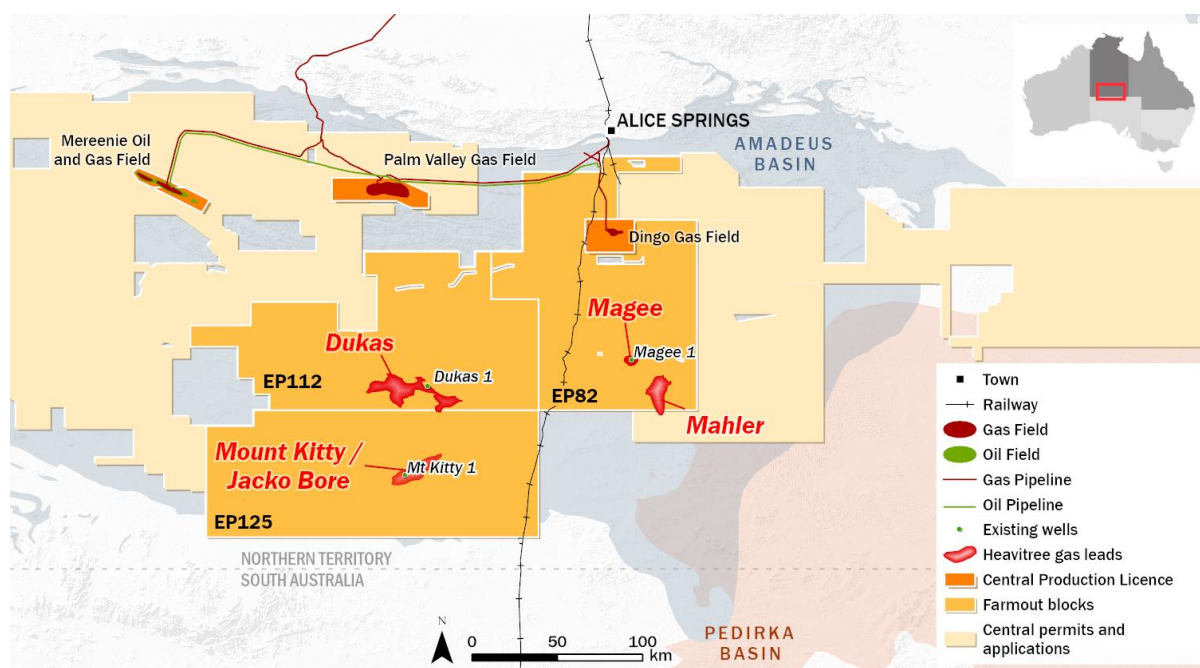 ALICE SPRINGS
AMADEUS
BASIN
Mereenie Oil
and Gas Field
Palm Valley Gas Field
Dingo Gas Field
Magee
Magee 1
Dukas
Dukas 1
EP112
EP82
Mahler
Mount Kitty /
Jacko Bore
Mt Kitty 1
EP125
NORTHERN TERRITORY
SOUTH AUSTRALIA
N
0 50 100
km
PEDIRKA
BASIN
Town
Railway
Gas Field
Oil Field
Gas Pipeline
Oil Pipeline
Existing wells
Heavitree gas leads
Central Production Licence
Farmout blocks
Central permits and
applications